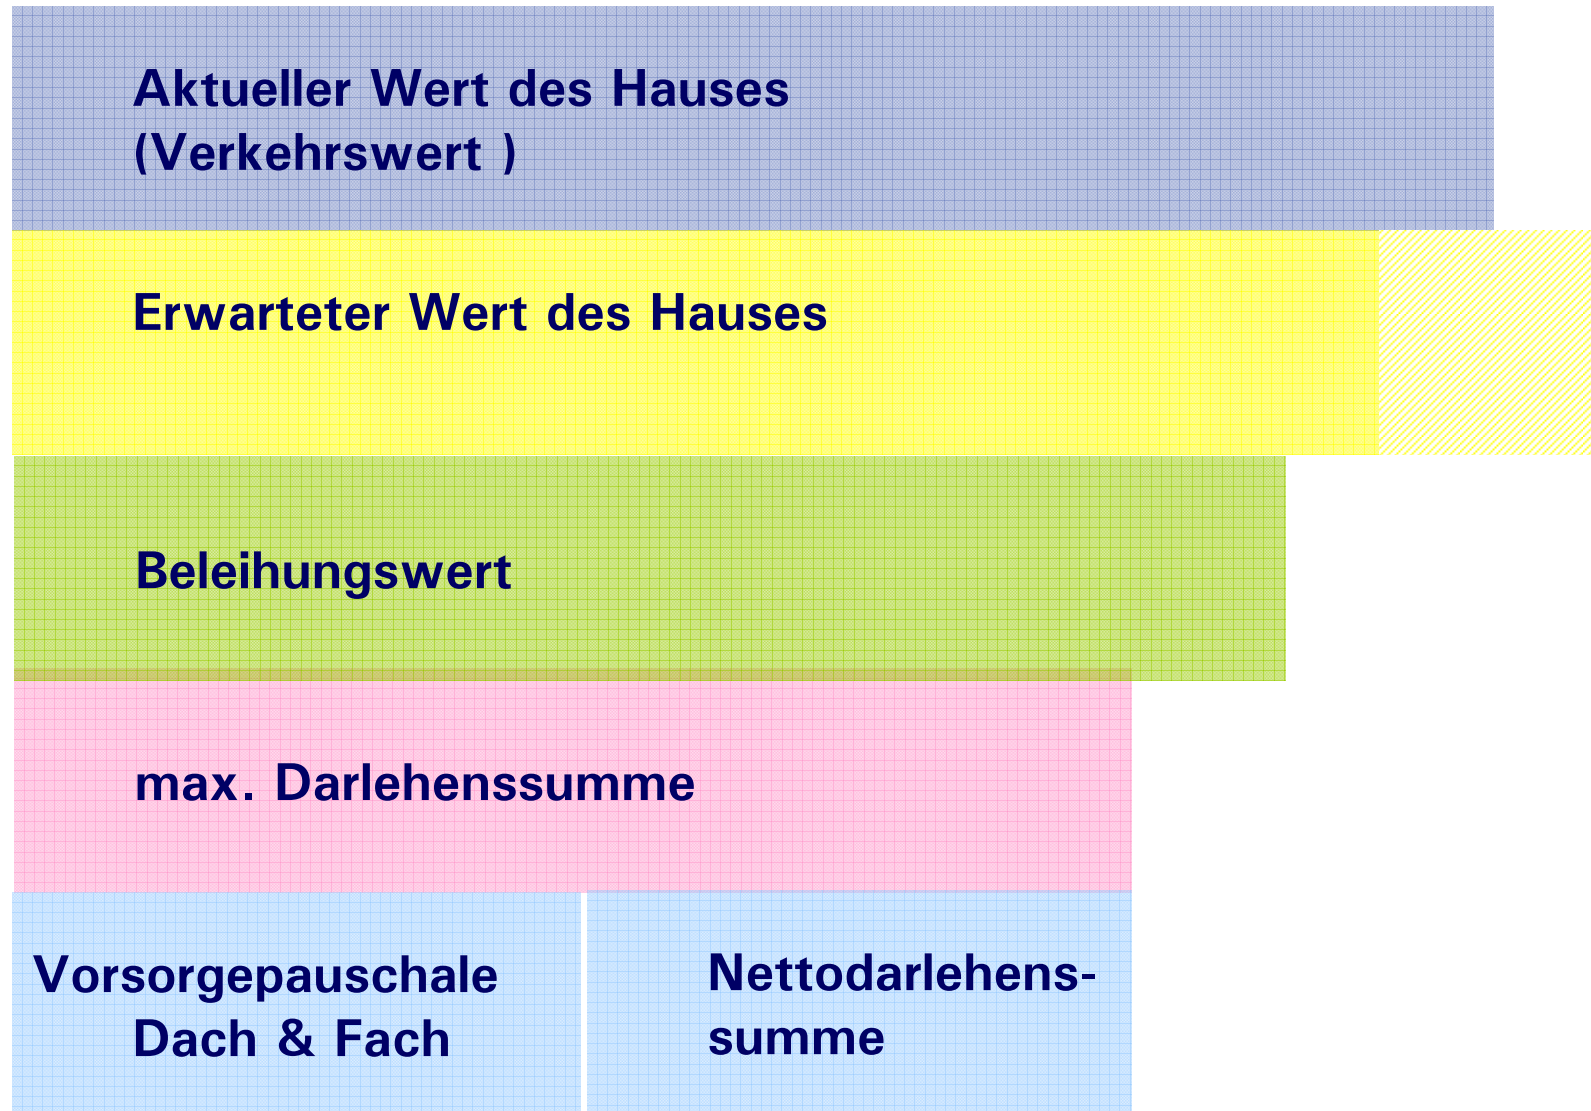 Aktueller Wert des Hauses
(Verkehrswert )
Erwarteter Wert des Hauses
Beleihungswert
max. Darlehenssumme
Vorsorgepauschale
Dach & Fach
Nettodarlehens-
summe